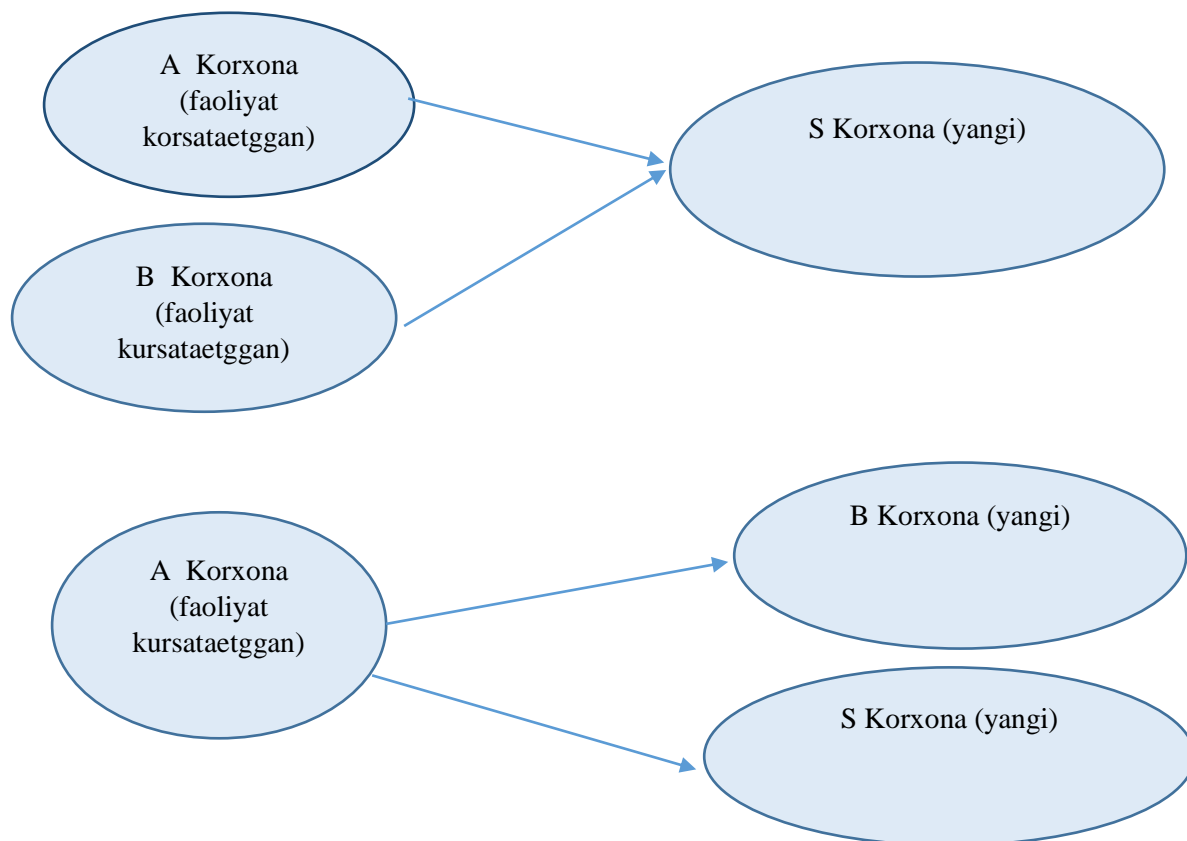 A Korxona
(faoliyat
korsataetggan)
S Korxona (yangi)
B Korxona
(faoliyat
kursataetggan)
B Korxona (yangi)
A Korxona
(faoliyat
kursataetggan)
S Korxona (yangi)